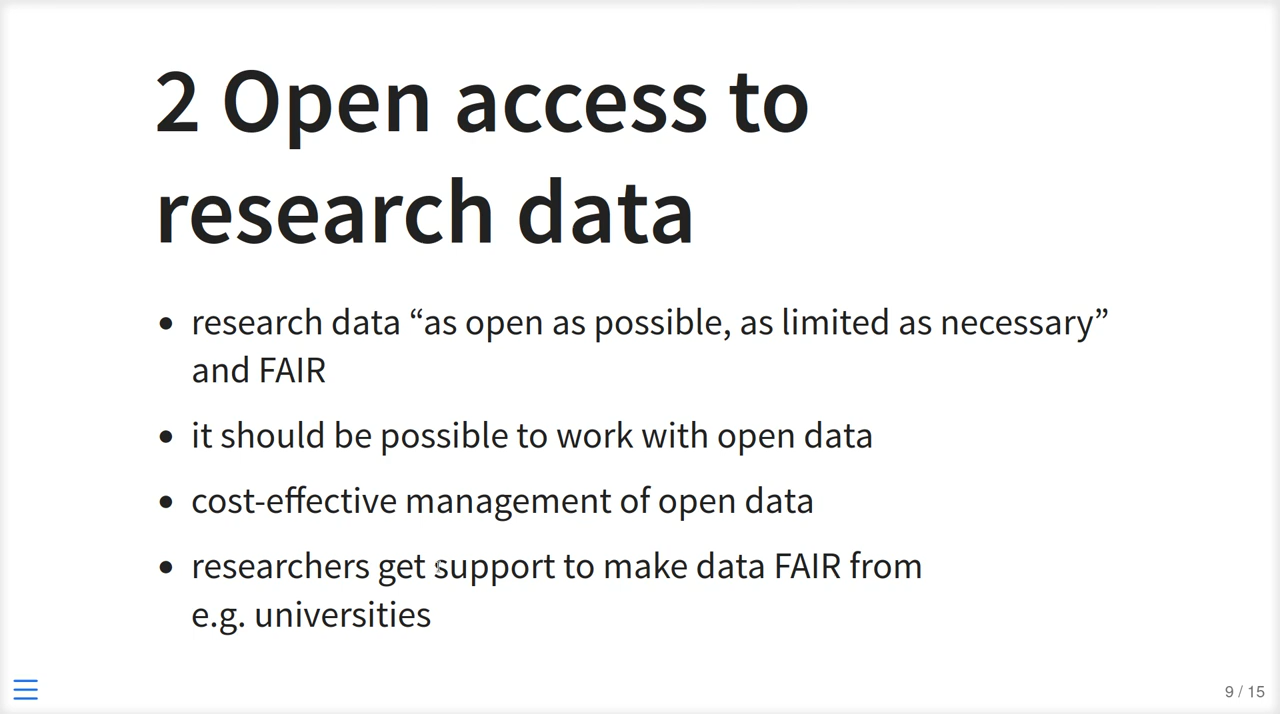 2 Open access to
research data
• research data “as open as possible, as limited as necessary”
and FAIR
• it should be possible to work with open data
• cost-effective management of open data
• researchers get support to make data FAIR from
e.g. universities
9 / 15